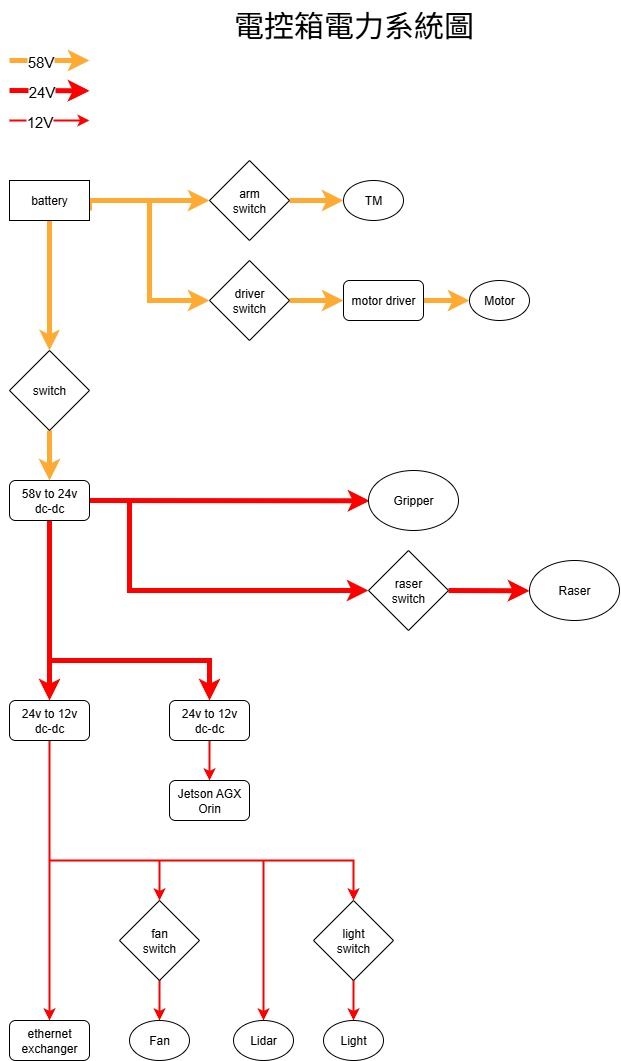 電控箱電力系統圖
58V
24V
12V
battery
arm
switch
TM
driver
switch
motor driver
Motor
switch
58v to 24v
dc-dc
Gripper
raser
switch
Raser
24v to 12v
dc-dc
24v to 12v
dc-dc
Jetson AGX
Orin
fan
switch
light
switch
ethernet
exchanger
Fan
Lidar
Light